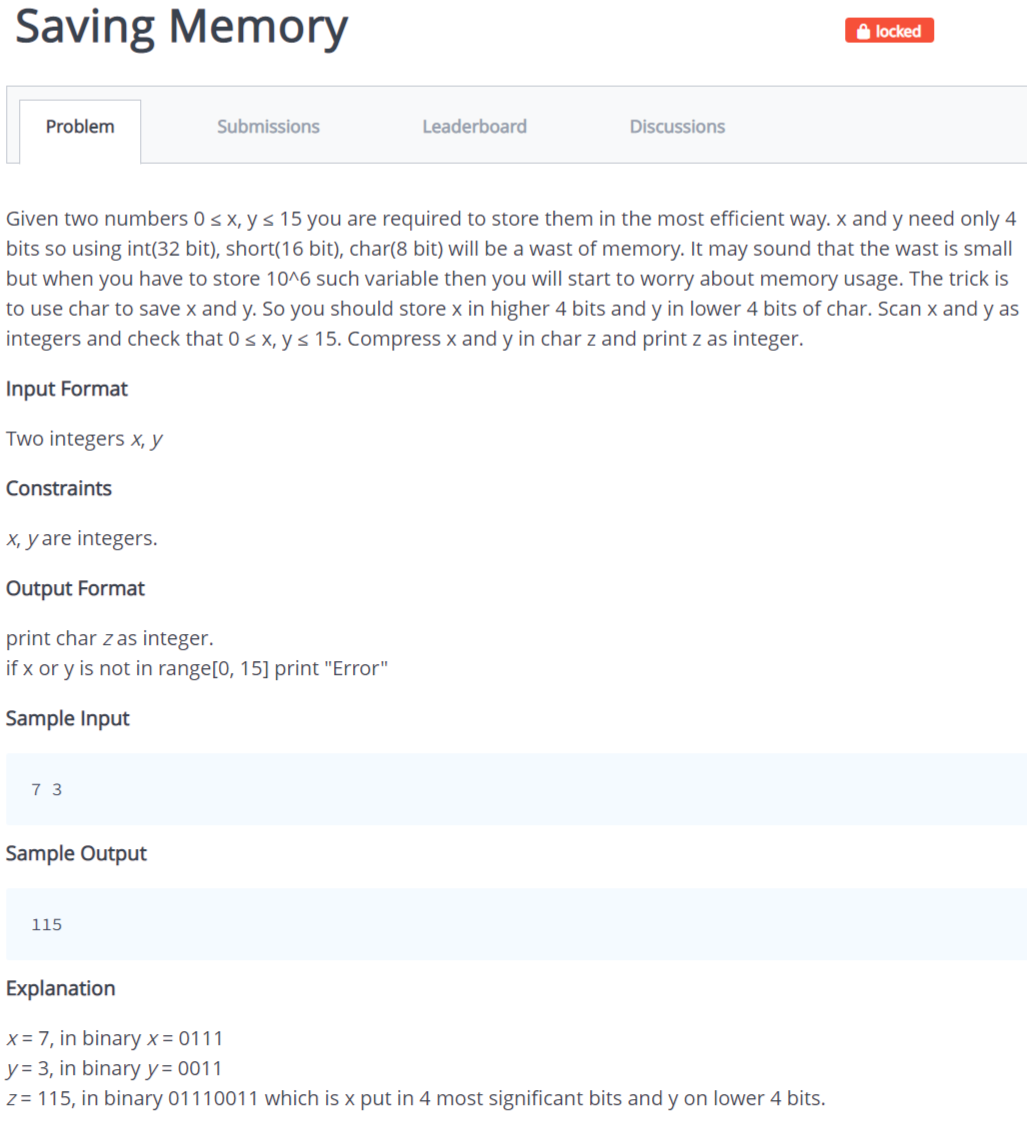 Saving Memory
locked
Problem
Submissions
Leaderboard
Discussions
Given two numbers 0 ≤ x, y ≤ 15 you are required to store them in the most efficient way. x and y need only 4
bits so using int(32 bit), short(16 bit), char(8 bit) will be a wast of memory. It may sound that the wast is small
but when you have to store 10^6 such variable then you will start to worry about memory usage. The trick is
to use char to save x and y. So you should store x in higher 4 bits and y in lower 4 bits of char. Scan x and y as
integers and check that 0 ≤ x, y ≤ 15. Compress x and y in char z and print z as integer.
Input Format
Two integers x, y
Constraints
x, y are integers.
Output Format
print char z as integer.
if x or y is not in range[0, 15] print "Error"
Sample Input
7 3
Sample Output
115
Explanation
x = 7, in binary x = 0111
y = 3, in binary y = 0011
z = 115, in binary 01110011 which is x put in 4 most significant bits and y on lower 4 bits.